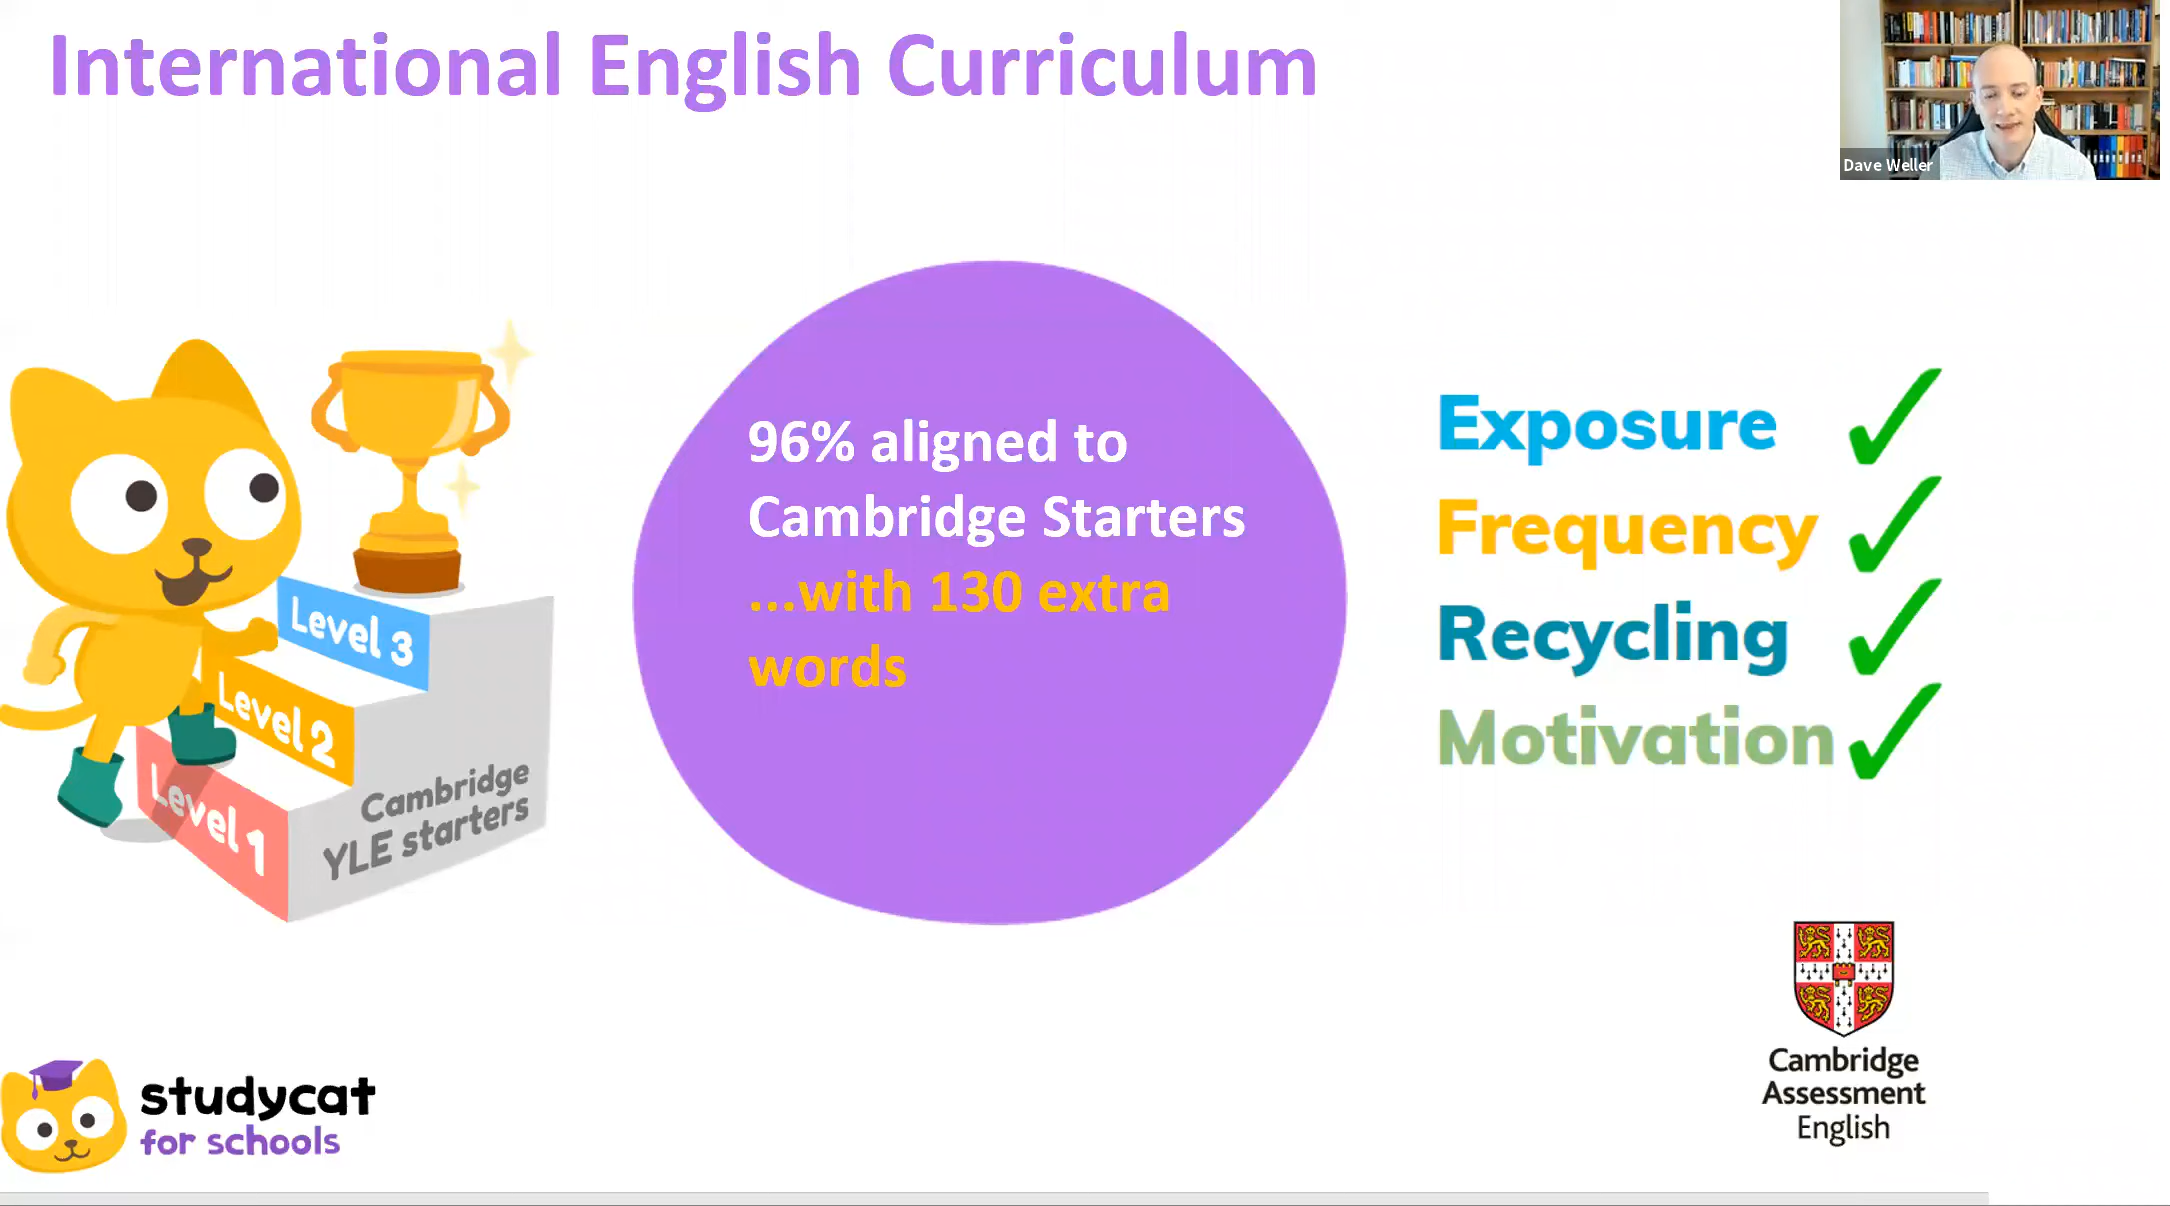 International English Curriculum
Dave Weller
96% aligned to
Cambridge Starters
...with 130 extra
words
Exposure
Frequency
Recycling
Motivation
Level 3
Level 2
Level 1
Cambridge
YLE starters
studycat
for schools
Cambridge
Assessment
English